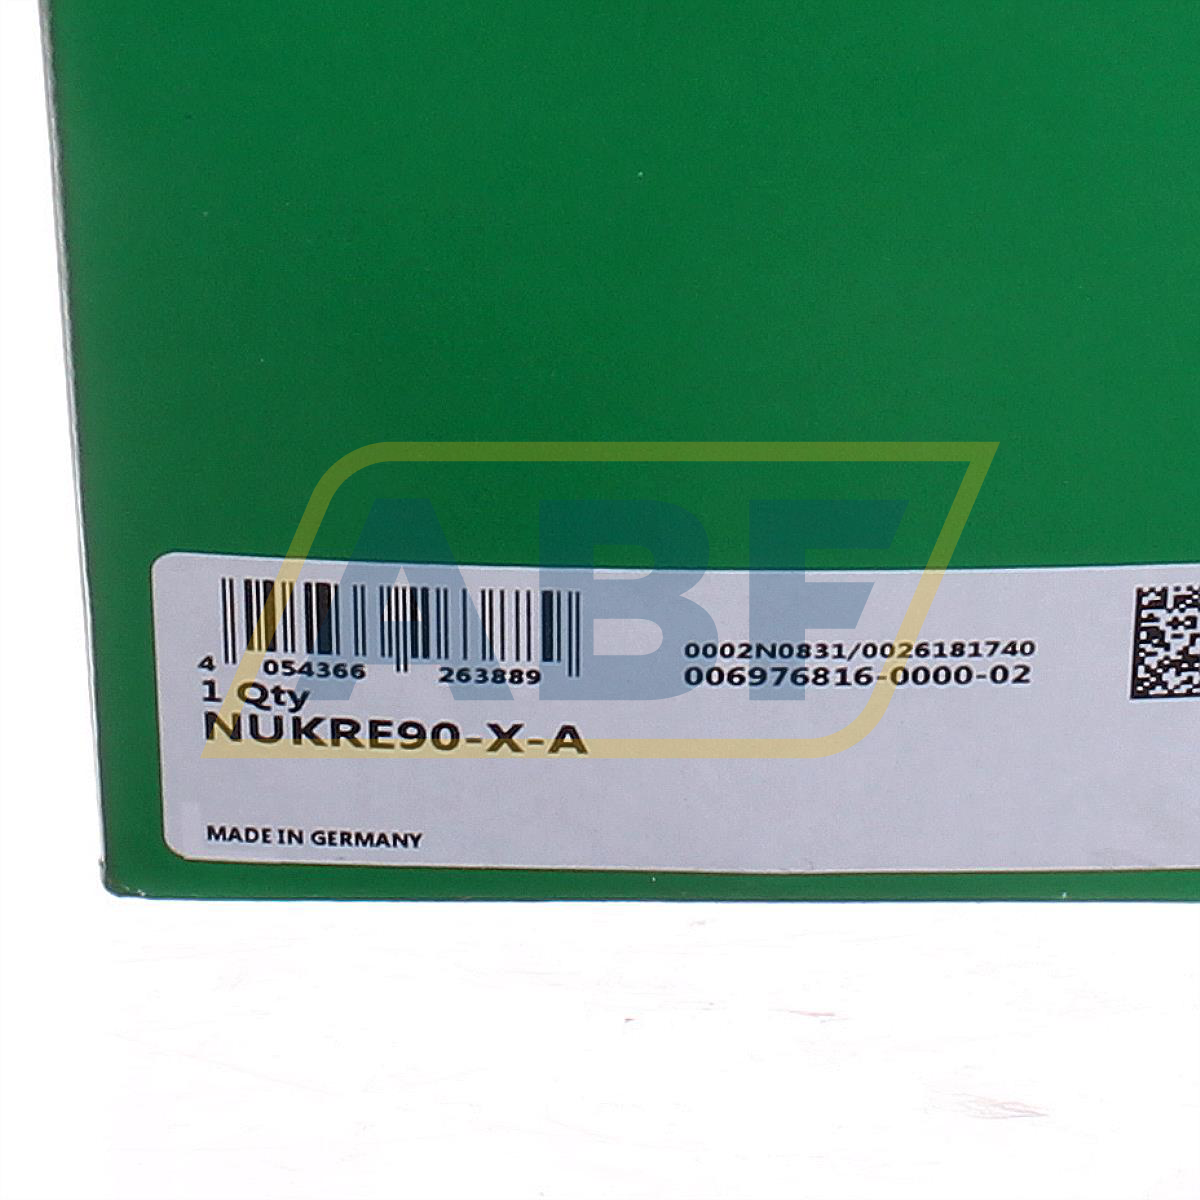 4 054366 263889
1 Qty
NUKRE90-X-A
MADE IN GERMANY
0002N0831/0026181740
006976816-0000-02
ABF